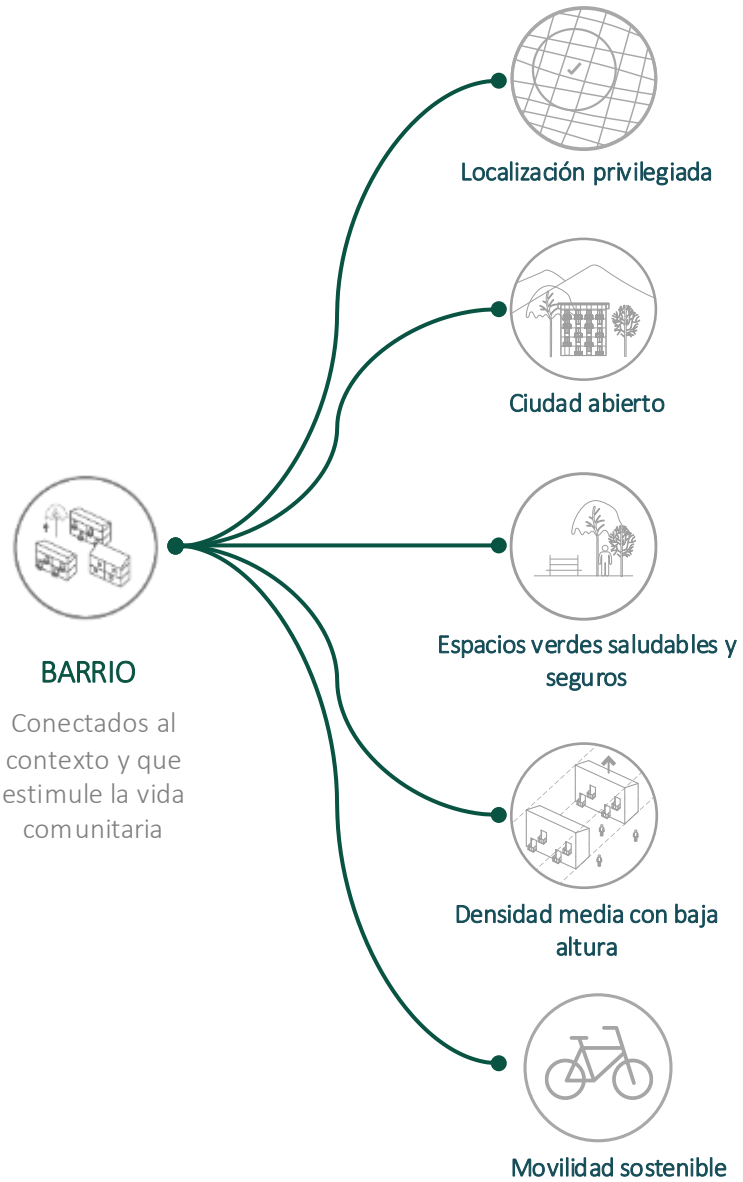 Localización privilegiada
Ciudad abierto
Espacios verdes saludables y
seguros
BARRIO
Conectados al
contexto y que
estimule la vida
comunitaria
Densidad media con baja
altura
Movilidad sostenible